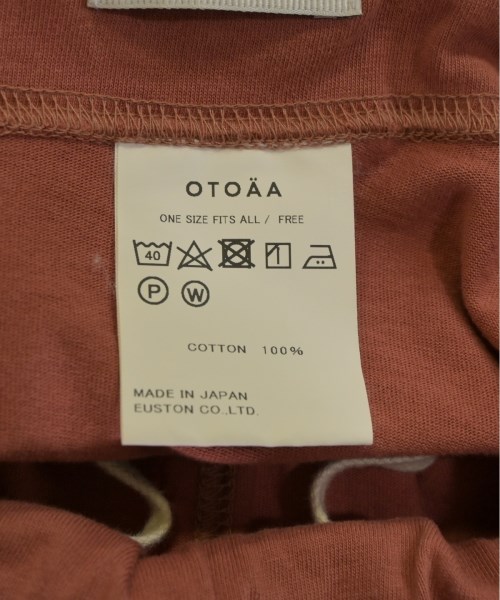 OTOÄA
ONE SIZE FITS ALL / FREE
40
P W
COTTON 100%
MADE IN JAPAN
EUSTON CO.,LTD.